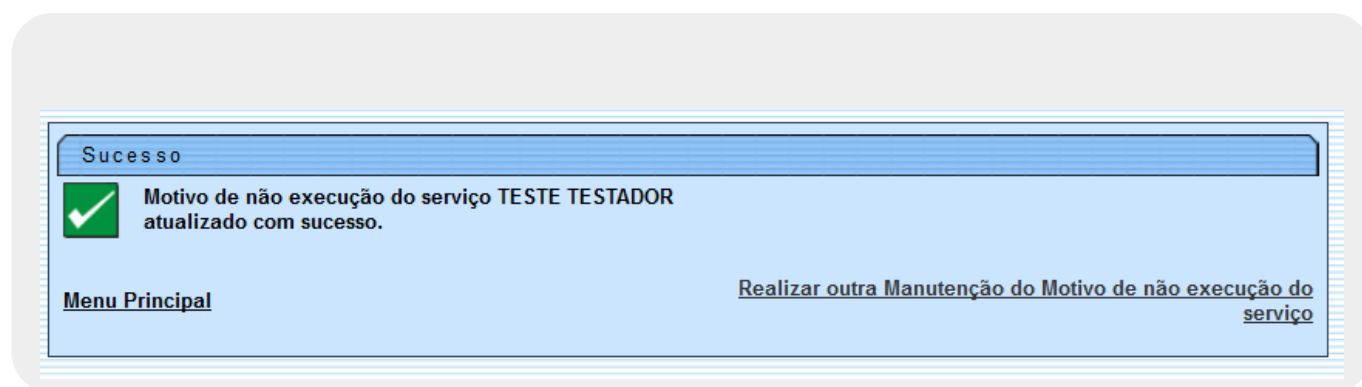 Sucesso
Motivo de não execução do serviço TESTE TESTADOR
atualizado com sucesso.
Menu Principal
Realizar outra Manutenção do Motivo de não execução do
serviço